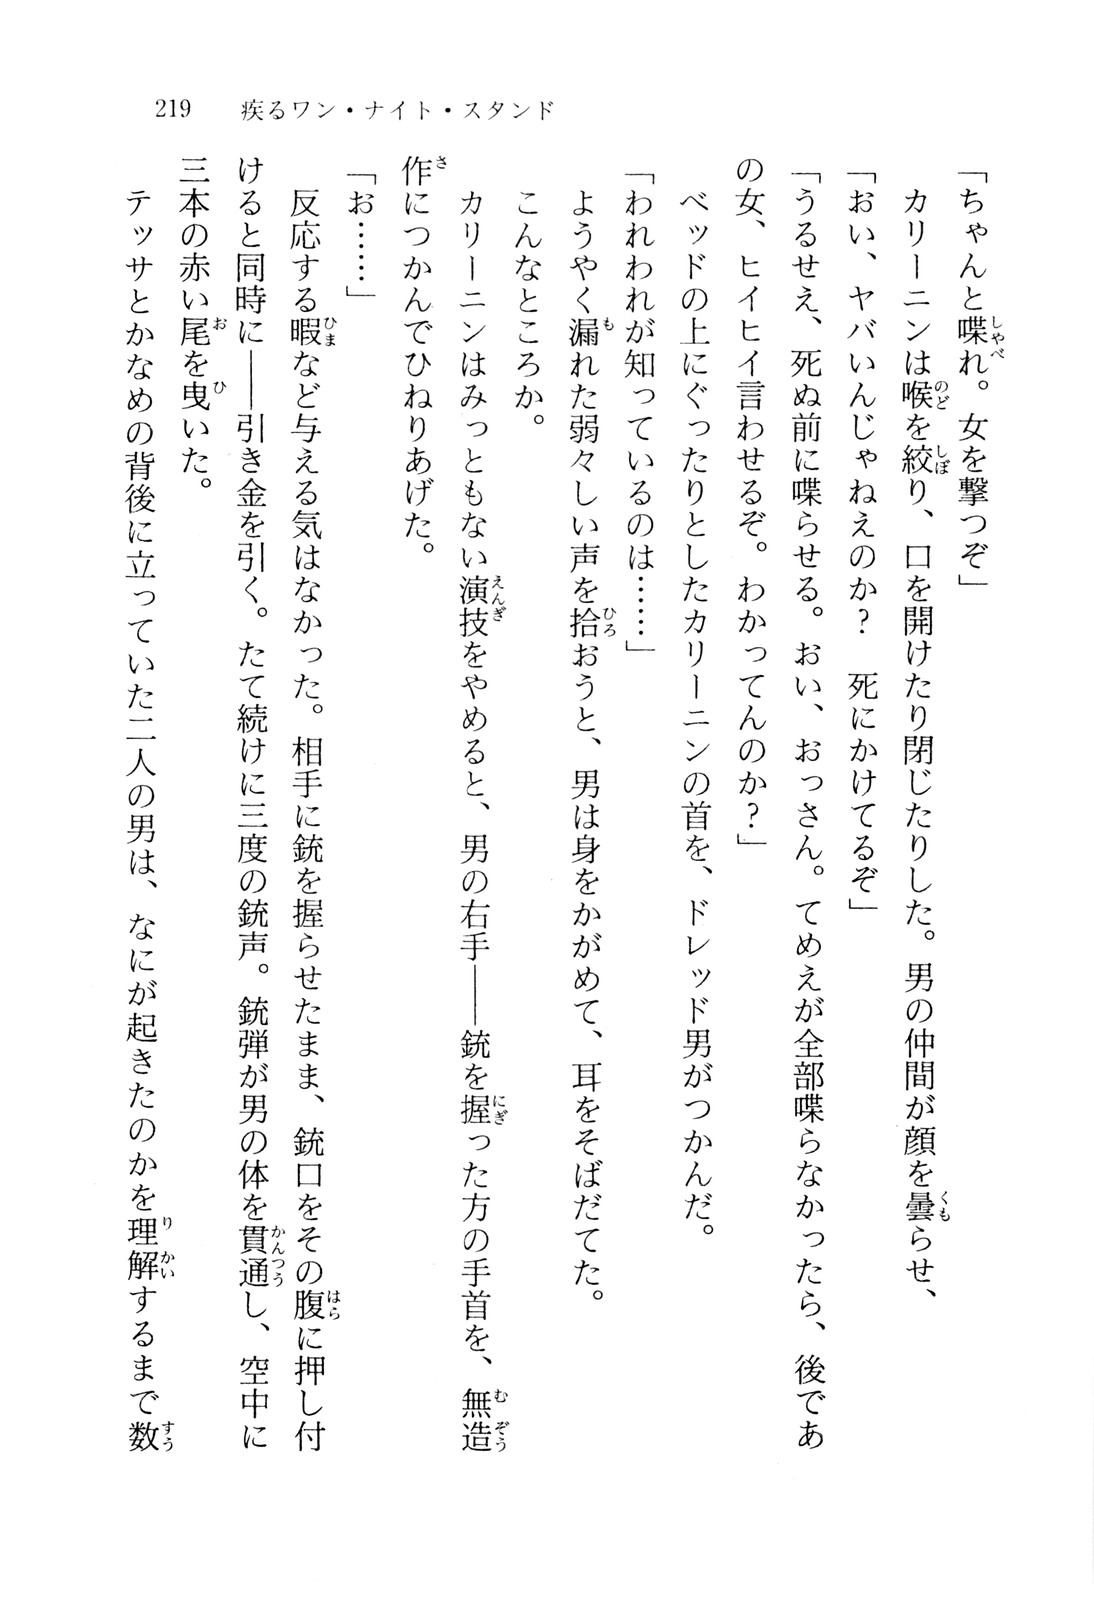 219　疾るワン・ナイト・スタンド
「ちゃんと喋れ。女を撃つぞ」
　カリーニンは喉を絞り、口を開けたり閉じたりした。男の仲間が顔を曇らせ、
「おい、ヤバいんじゃねえのか？　死にかけてるぞ」
「うるせえ、死ぬ前に喋らせる。おい、おっさん。てめえが全部喋らなかったら、後であ
の女、ヒイヒイ言わせるぞ。わかってんのか？」
　ベッドの上にぐったりとしたカリーニンの首を、ドレッド男がつかんだ。
「われわれが知っているのは……」
　ようやく漏れた弱々しい声を拾おうと、男は身をかがめて、耳をそばだてた。
　こんなところか。
　カリーニンはみっともない演技をやめると、男の右手――銃を握った方の手首を、無造
作につかんでひねりあげた。
「お……」
　反応する暇など与える気はなかった。相手に銃を握らせたまま、銃口をその腹に押し付
けると同時に――引き金を引く。たて続けに三度の銃声。銃弾が男の体を貫通し、空中に
三本の赤い尾を曳いた。
　テッサとかなめの背後に立っていた二人の男は、なにが起きたのかを理解するまで数